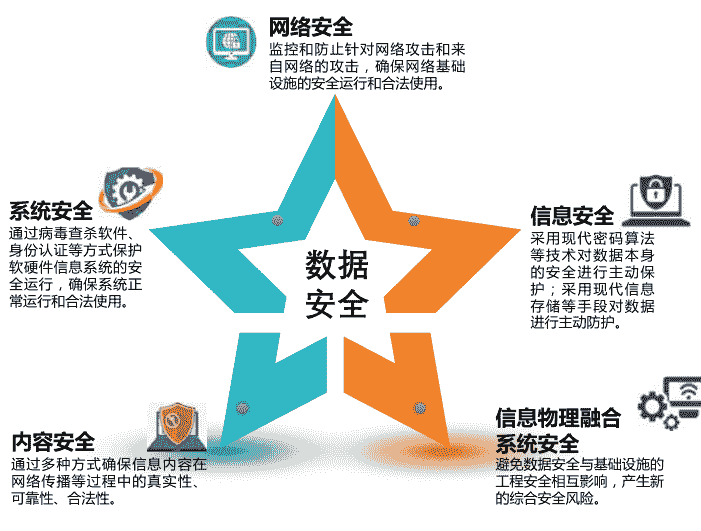 网络安全
监控和防止针对网络攻击和来
自网络的攻击，确保网络基础
设施的安全运行和合法使用。
系统安全
通过病毒查杀软件、
身份认证等方式保护
软硬件信息系统的安
全运行，确保系统正
常运行和合法使用。
数据
安全
信息安全
采用现代密码算法
等技术对数据本身
的安全进行主动保
护；采用现代信息
存储等手段对数据
进行主动防护。
内容安全
通过多种方式确保信息内容在
网络传播等过程中的真实性、
可靠性、合法性。
信息物理融合
系统安全
避免数据安全与基础设施的
工程安全相互影响，产生新
的综合安全风险。